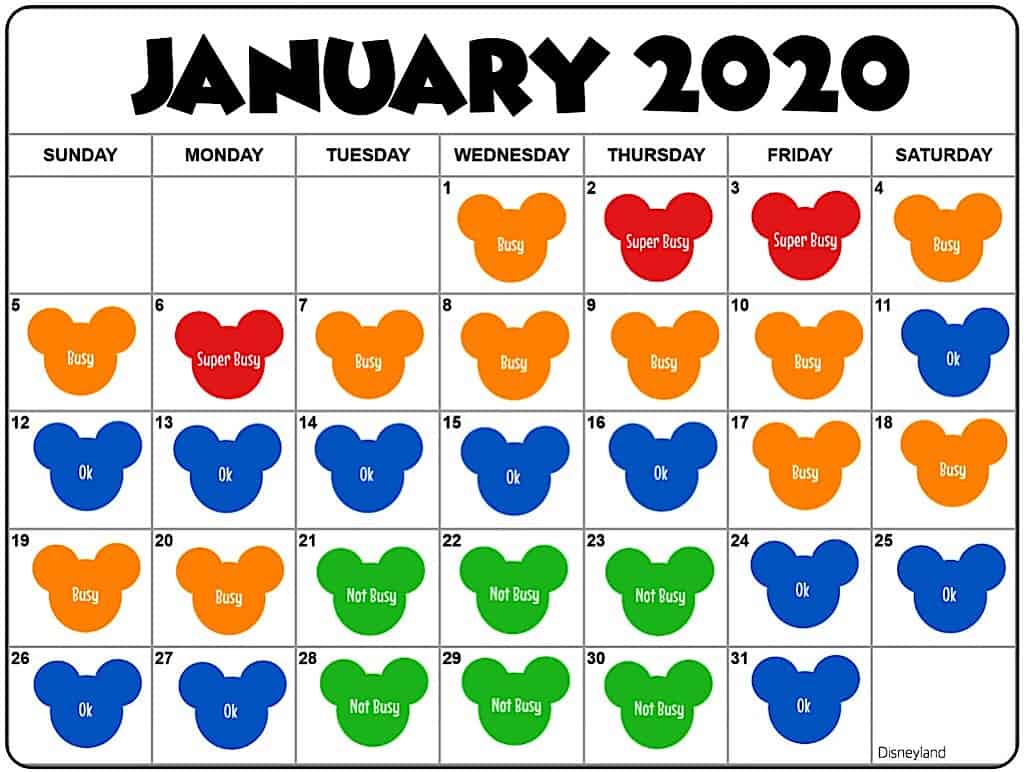 JANUARY 2020
SUNDAY MONDAY TUESDAY WEDNESDAY THURSDAY FRIDAY SATURDAY
1 2 3 4
Busy Super Busy Super Busy Busy
5 6 7 8 9 10 11
Busy Super Busy Busy Busy Busy Busy Ok
12 13 14 15 16 17 18
Ok Ok Ok Ok Ok Busy Busy
19 20 21 22 23 24 25
Busy Busy Not Busy Not Busy Not Busy Ok Ok
26 27 28 29 30 31
Ok Ok Not Busy Not Busy Not Busy Ok
Disneyland